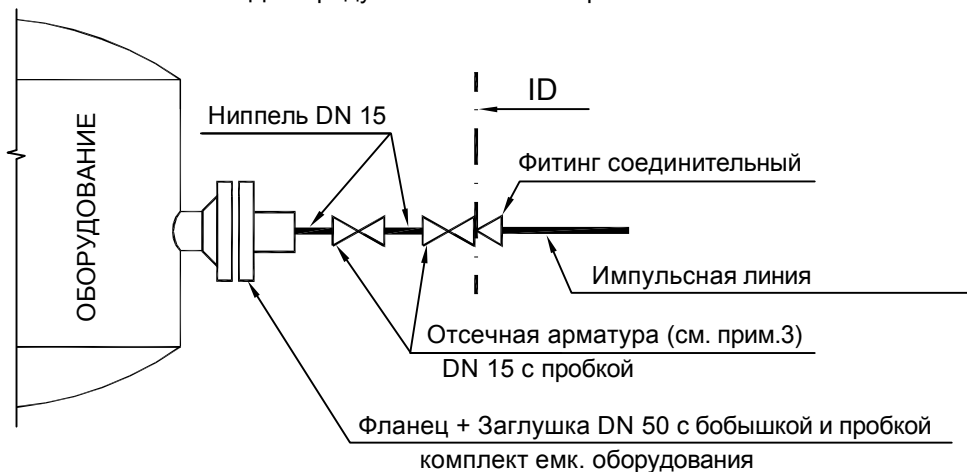 ID
Ниппель DN 15
Фитинг соединительный
ОБОРУДОВАНИЕ
Импульсная линия
Отсечная арматура (см. прим.3)
DN 15 с пробкой
Фланец + Заглушка DN 50 с бобышкой и пробкой
комплект емк. оборудования